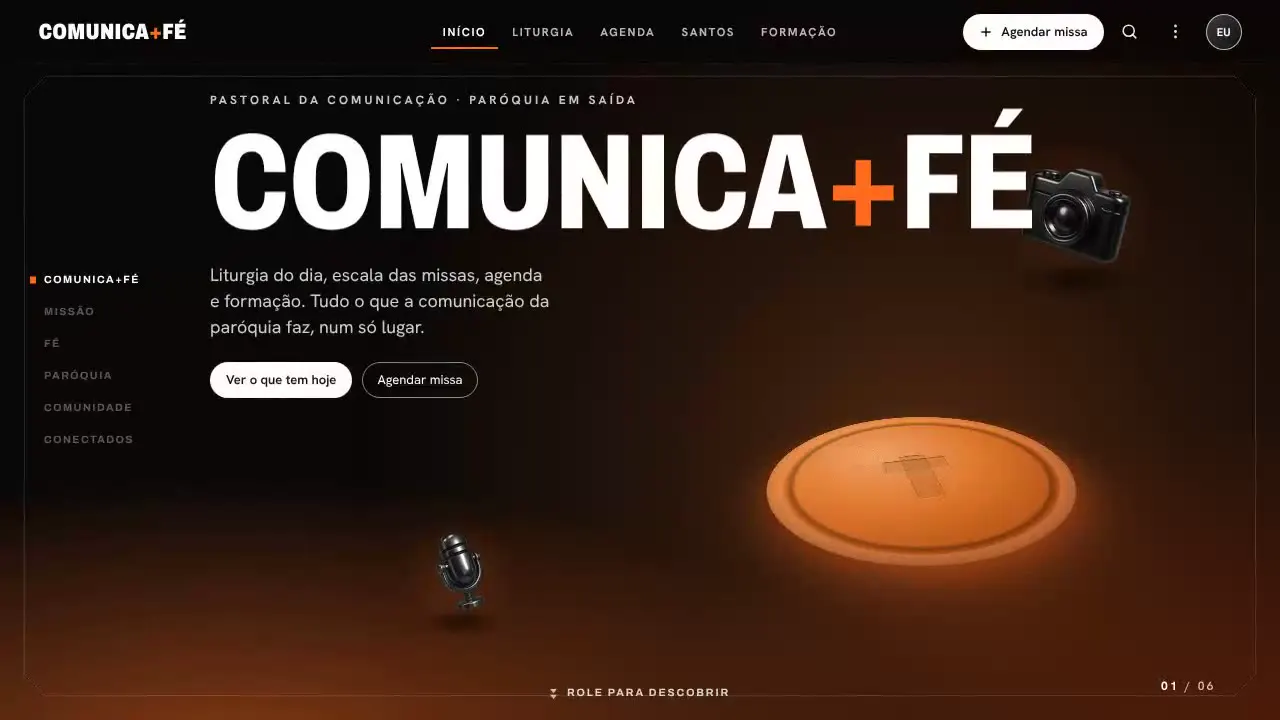 COMUNICA+FÉ
INÍCIO
LITURGIA
AGENDA
SANTOS
FORMAÇÃO
+ Agendar missa
EU
PASTORAL DA COMUNICAÇÃO · PARÓQUIA EM SAÍDA
COMUNICA+FÉ
Liturgia do dia, escala das missas, agenda
e formação. Tudo o que a comunicação da
paróquia faz, num só lugar.
Ver o que tem hoje
Agendar missa
COMUNICA+FÉ
MISSÃO
FÉ
PARÓQUIA
COMUNIDADE
CONECTADOS
ROLE PARA DESCOBRIR
01 / 06